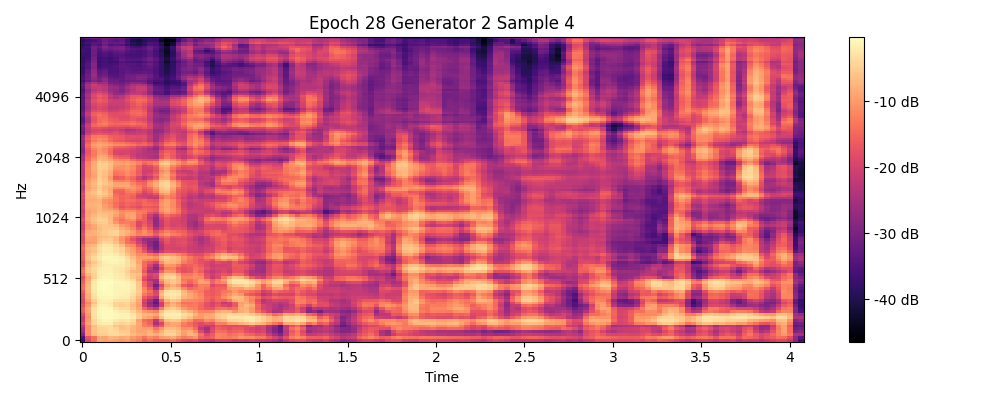 Epoch 28 Generator 2 Sample 4
Hz
4096
2048
1024
512
0
0 0.5 1 1.5 2 2.5 3 3.5 4
Time
-10 dB
-20 dB
-30 dB
-40 dB